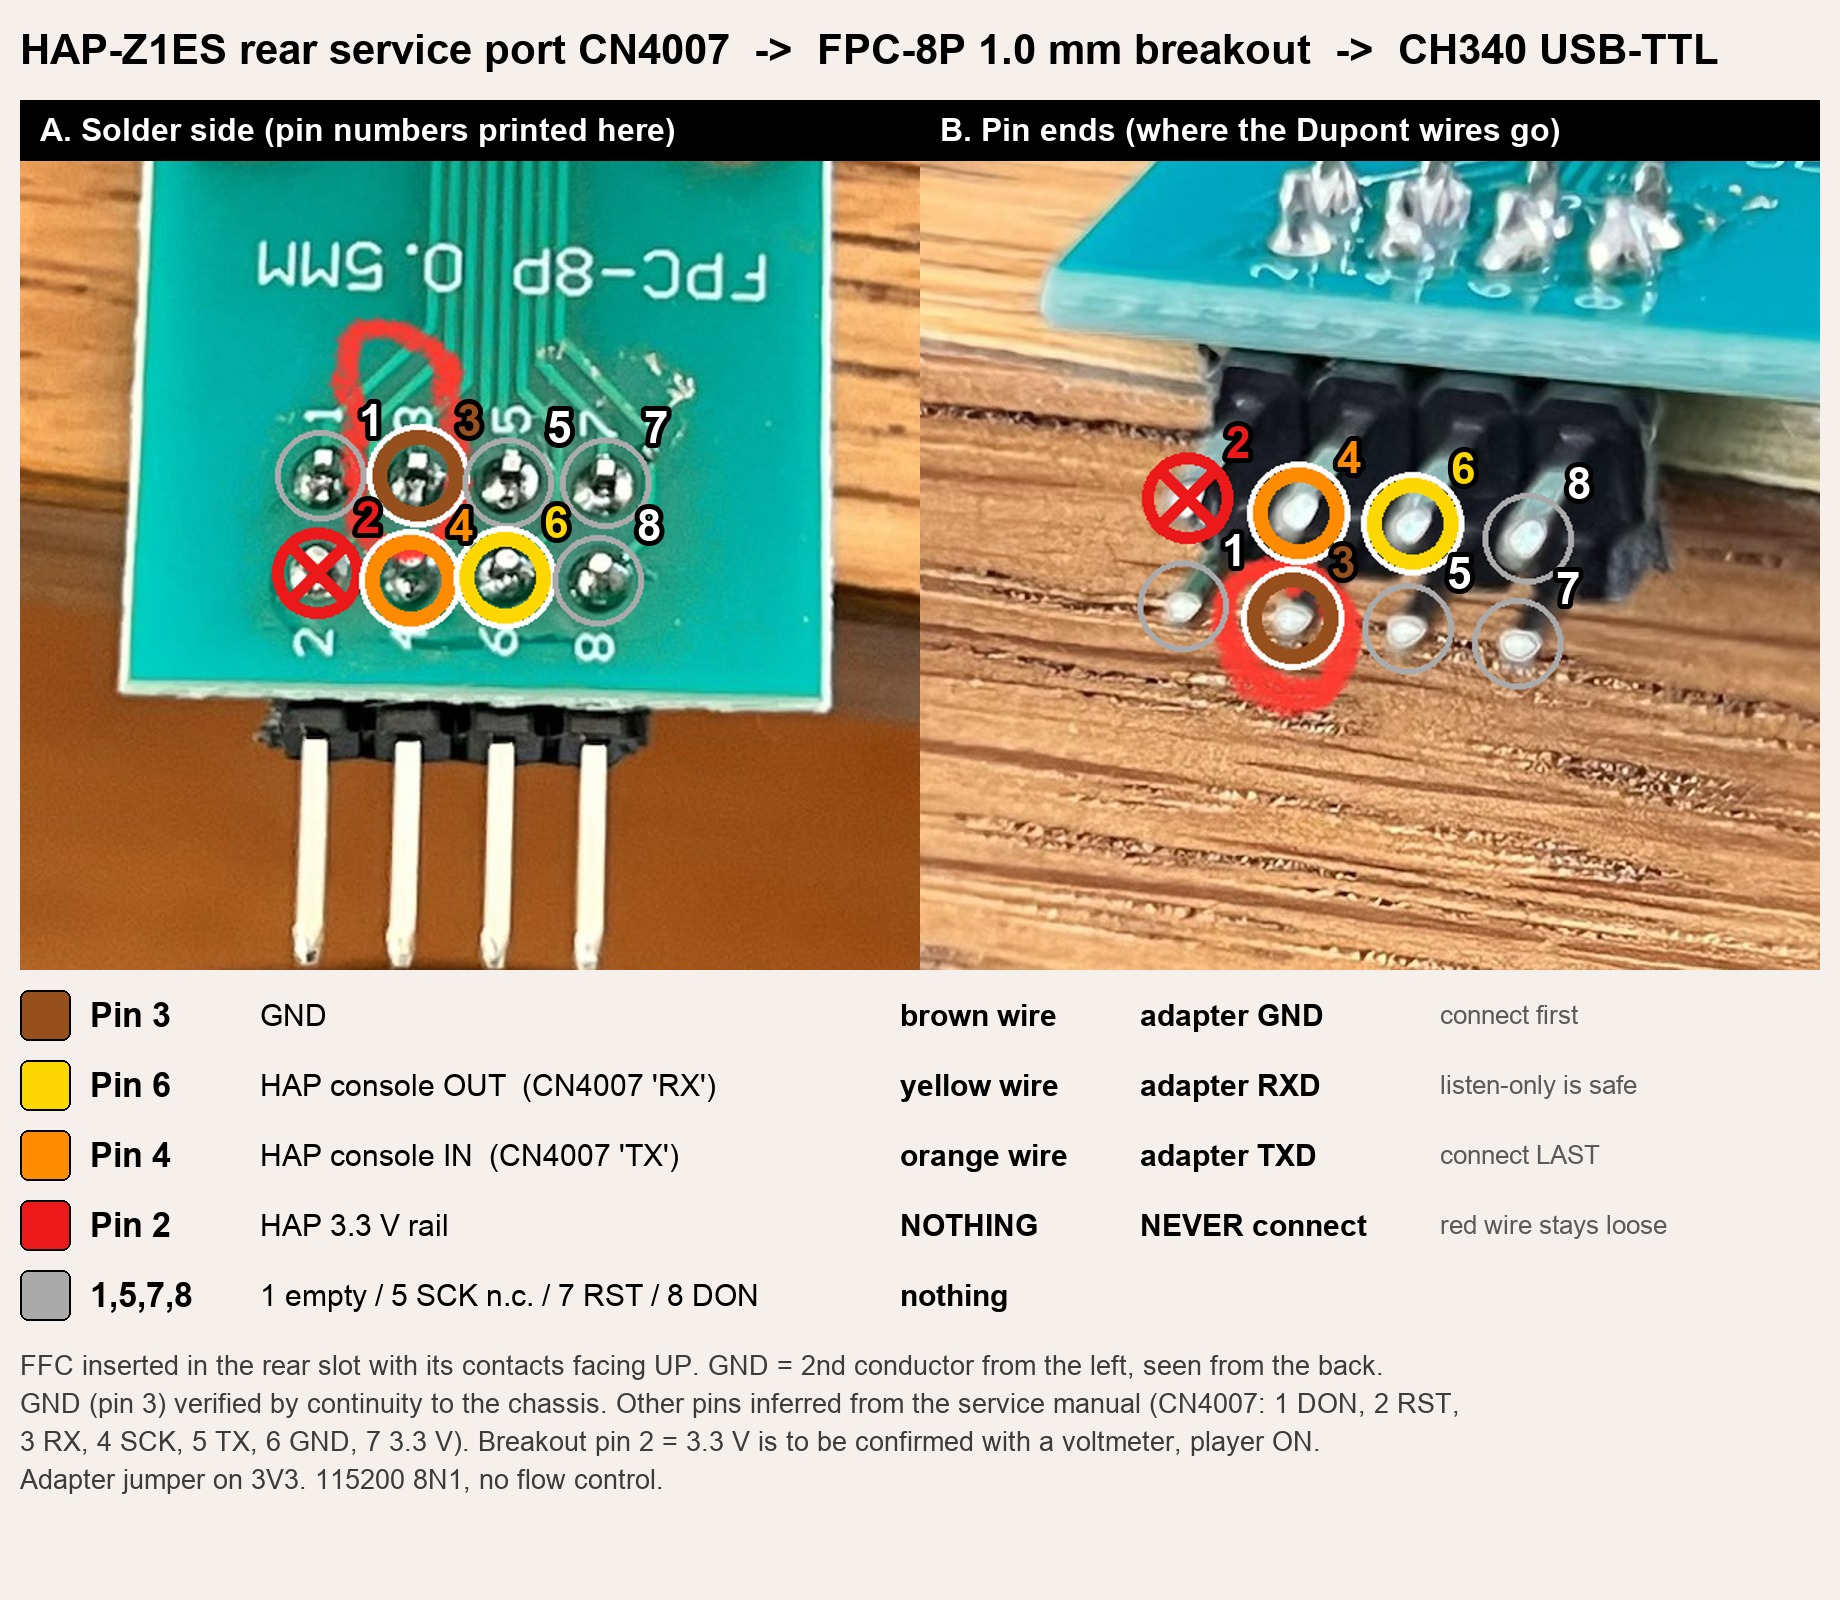 HAP-Z1ES rear service port CN4007 -> FPC-8P 1.0 mm breakout -> CH340 USB-TTL
A. Solder side (pin numbers printed here)
B. Pin ends (where the Dupont wires go)
FPC-8P 0.5MM
1 3 5 7
1 3 5 7
2 4 6 8
2 4 6 8
2 4 6 8
1 3 5 7
Pin 3 GND brown wire adapter GND connect first
Pin 6 HAP console OUT (CN4007 'RX') yellow wire adapter RXD listen-only is safe
Pin 4 HAP console IN (CN4007 'TX') orange wire adapter TXD connect LAST
Pin 2 HAP 3.3 V rail NOTHING NEVER connect red wire stays loose
1,5,7,8 1 empty / 5 SCK n.c. / 7 RST / 8 DON nothing
FFC inserted in the rear slot with its contacts facing UP. GND = 2nd conductor from the left, seen from the back.
GND (pin 3) verified by continuity to the chassis. Other pins inferred from the service manual (CN4007: 1 DON, 2 RST,
3 RX, 4 SCK, 5 TX, 6 GND, 7 3.3 V). Breakout pin 2 = 3.3 V is to be confirmed with a voltmeter, player ON.
Adapter jumper on 3V3. 115200 8N1, no flow control.